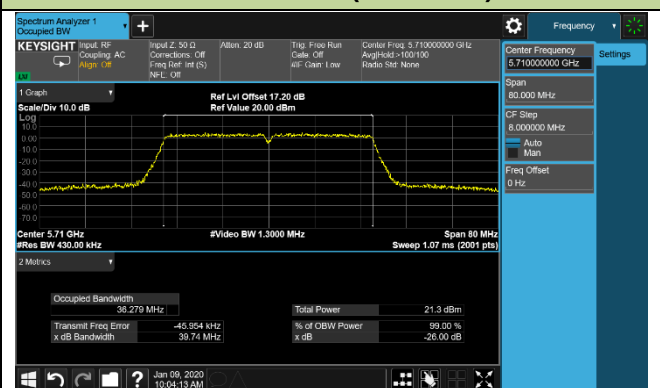 Spectrum Analyzer 1
Occupied BW
Frequency
KEYSIGHT
Input: RF
Coupling: AC
Align: Off
Input Z: 50 Ω
Corrections: Off
Freq Ref: Int (S)
NFE: Off
Atten: 20 dB
Trig: Free Run
Gate: Off
#IF Gain: Low
Center Freq: 5.710000000 GHz
Avg|Hold:>100/100
Radio Std: None
Center Frequency
5.710000000 GHz
Settings
Span
80.000 MHz
CF Step
8.000000 MHz
Auto
Man
Freq Offset
0 Hz
1 Graph
Scale/Div 10.0 dB
Ref Lvl Offset 17.20 dB
Ref Value 20.00 dBm
Log
10.0
0.00
-10.0
-20.0
-30.0
-40.0
-50.0
-60.0
-70.0
Center 5.71 GHz
#Res BW 430.00 kHz
#Video BW 1.3000 MHz
Span 80 MHz
Sweep 1.07 ms (2001 pts)
2 Metrics
Occupied Bandwidth
36.279 MHz
Total Power 21.3 dBm
Transmit Freq Error -45.954 kHz
% of OBW Power 99.00 %
x dB Bandwidth 39.74 MHz
x dB -26.00 dB
Jan 09, 2020
10:04:13 AM